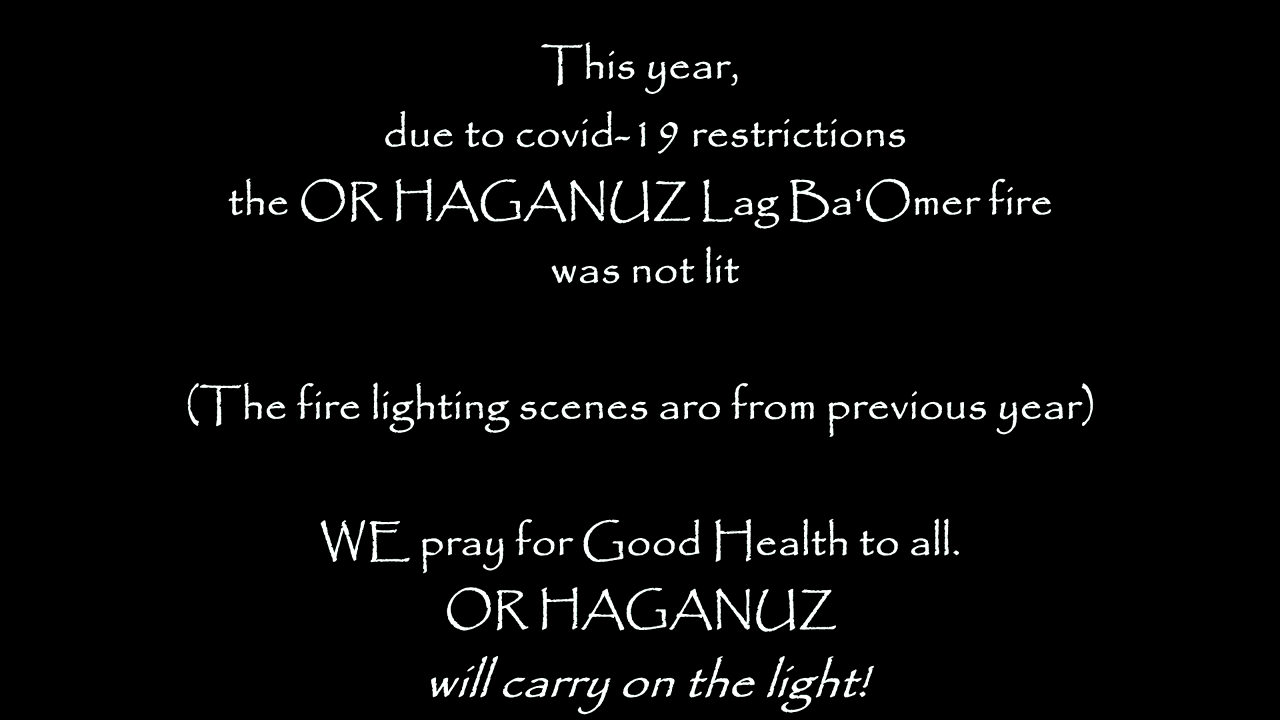 This year,
due to covid-19 restrictions
the OR HAGANUZ Lag Ba'Omer fire
was not lit
(The fire lighting scenes aro from previous year)
WE pray for Good Health to all.
OR HAGANUZ
will carry on the light!